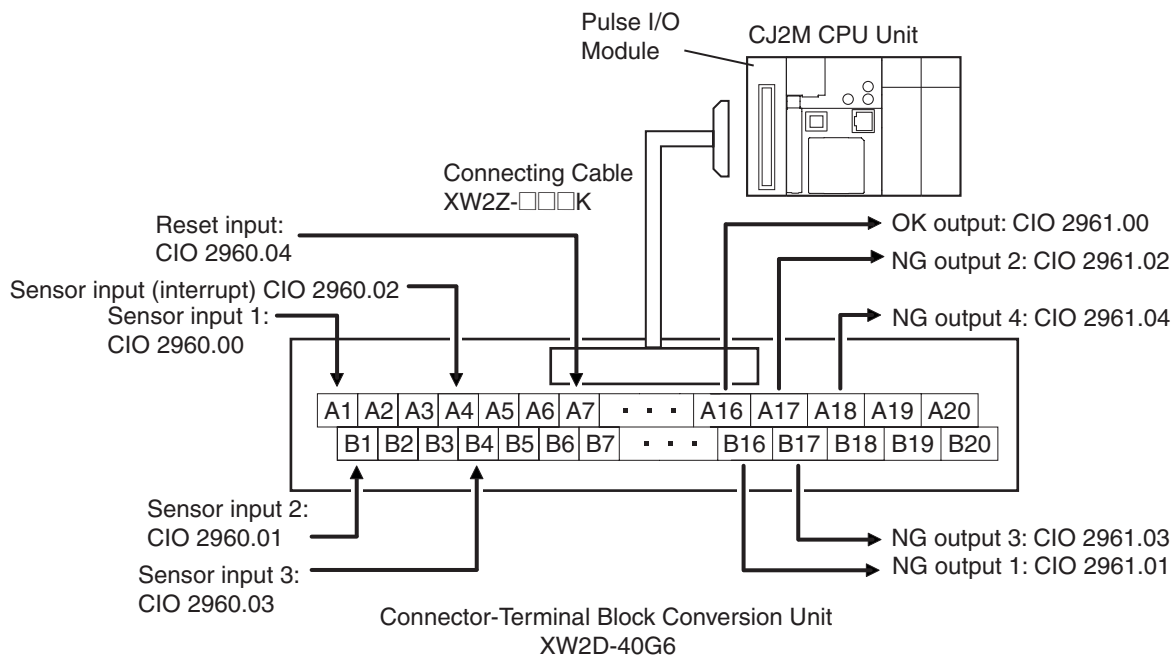 Pulse I/O
Module
CJ2M CPU Unit
Connecting Cable
XW2Z-□□□K
Reset input:
CIO 2960.04
Sensor input (interrupt) CIO 2960.02
Sensor input 1:
CIO 2960.00
OK output: CIO 2961.00
NG output 2: CIO 2961.02
NG output 4: CIO 2961.04
A1 A2 A3 A4 A5 A6 A7 · · · A16 A17 A18 A19 A20
B1 B2 B3 B4 B5 B6 B7 · · · B16 B17 B18 B19 B20
Sensor input 2:
CIO 2960.01
Sensor input 3:
CIO 2960.03
NG output 3: CIO 2961.03
NG output 1: CIO 2961.01
Connector-Terminal Block Conversion Unit
XW2D-40G6